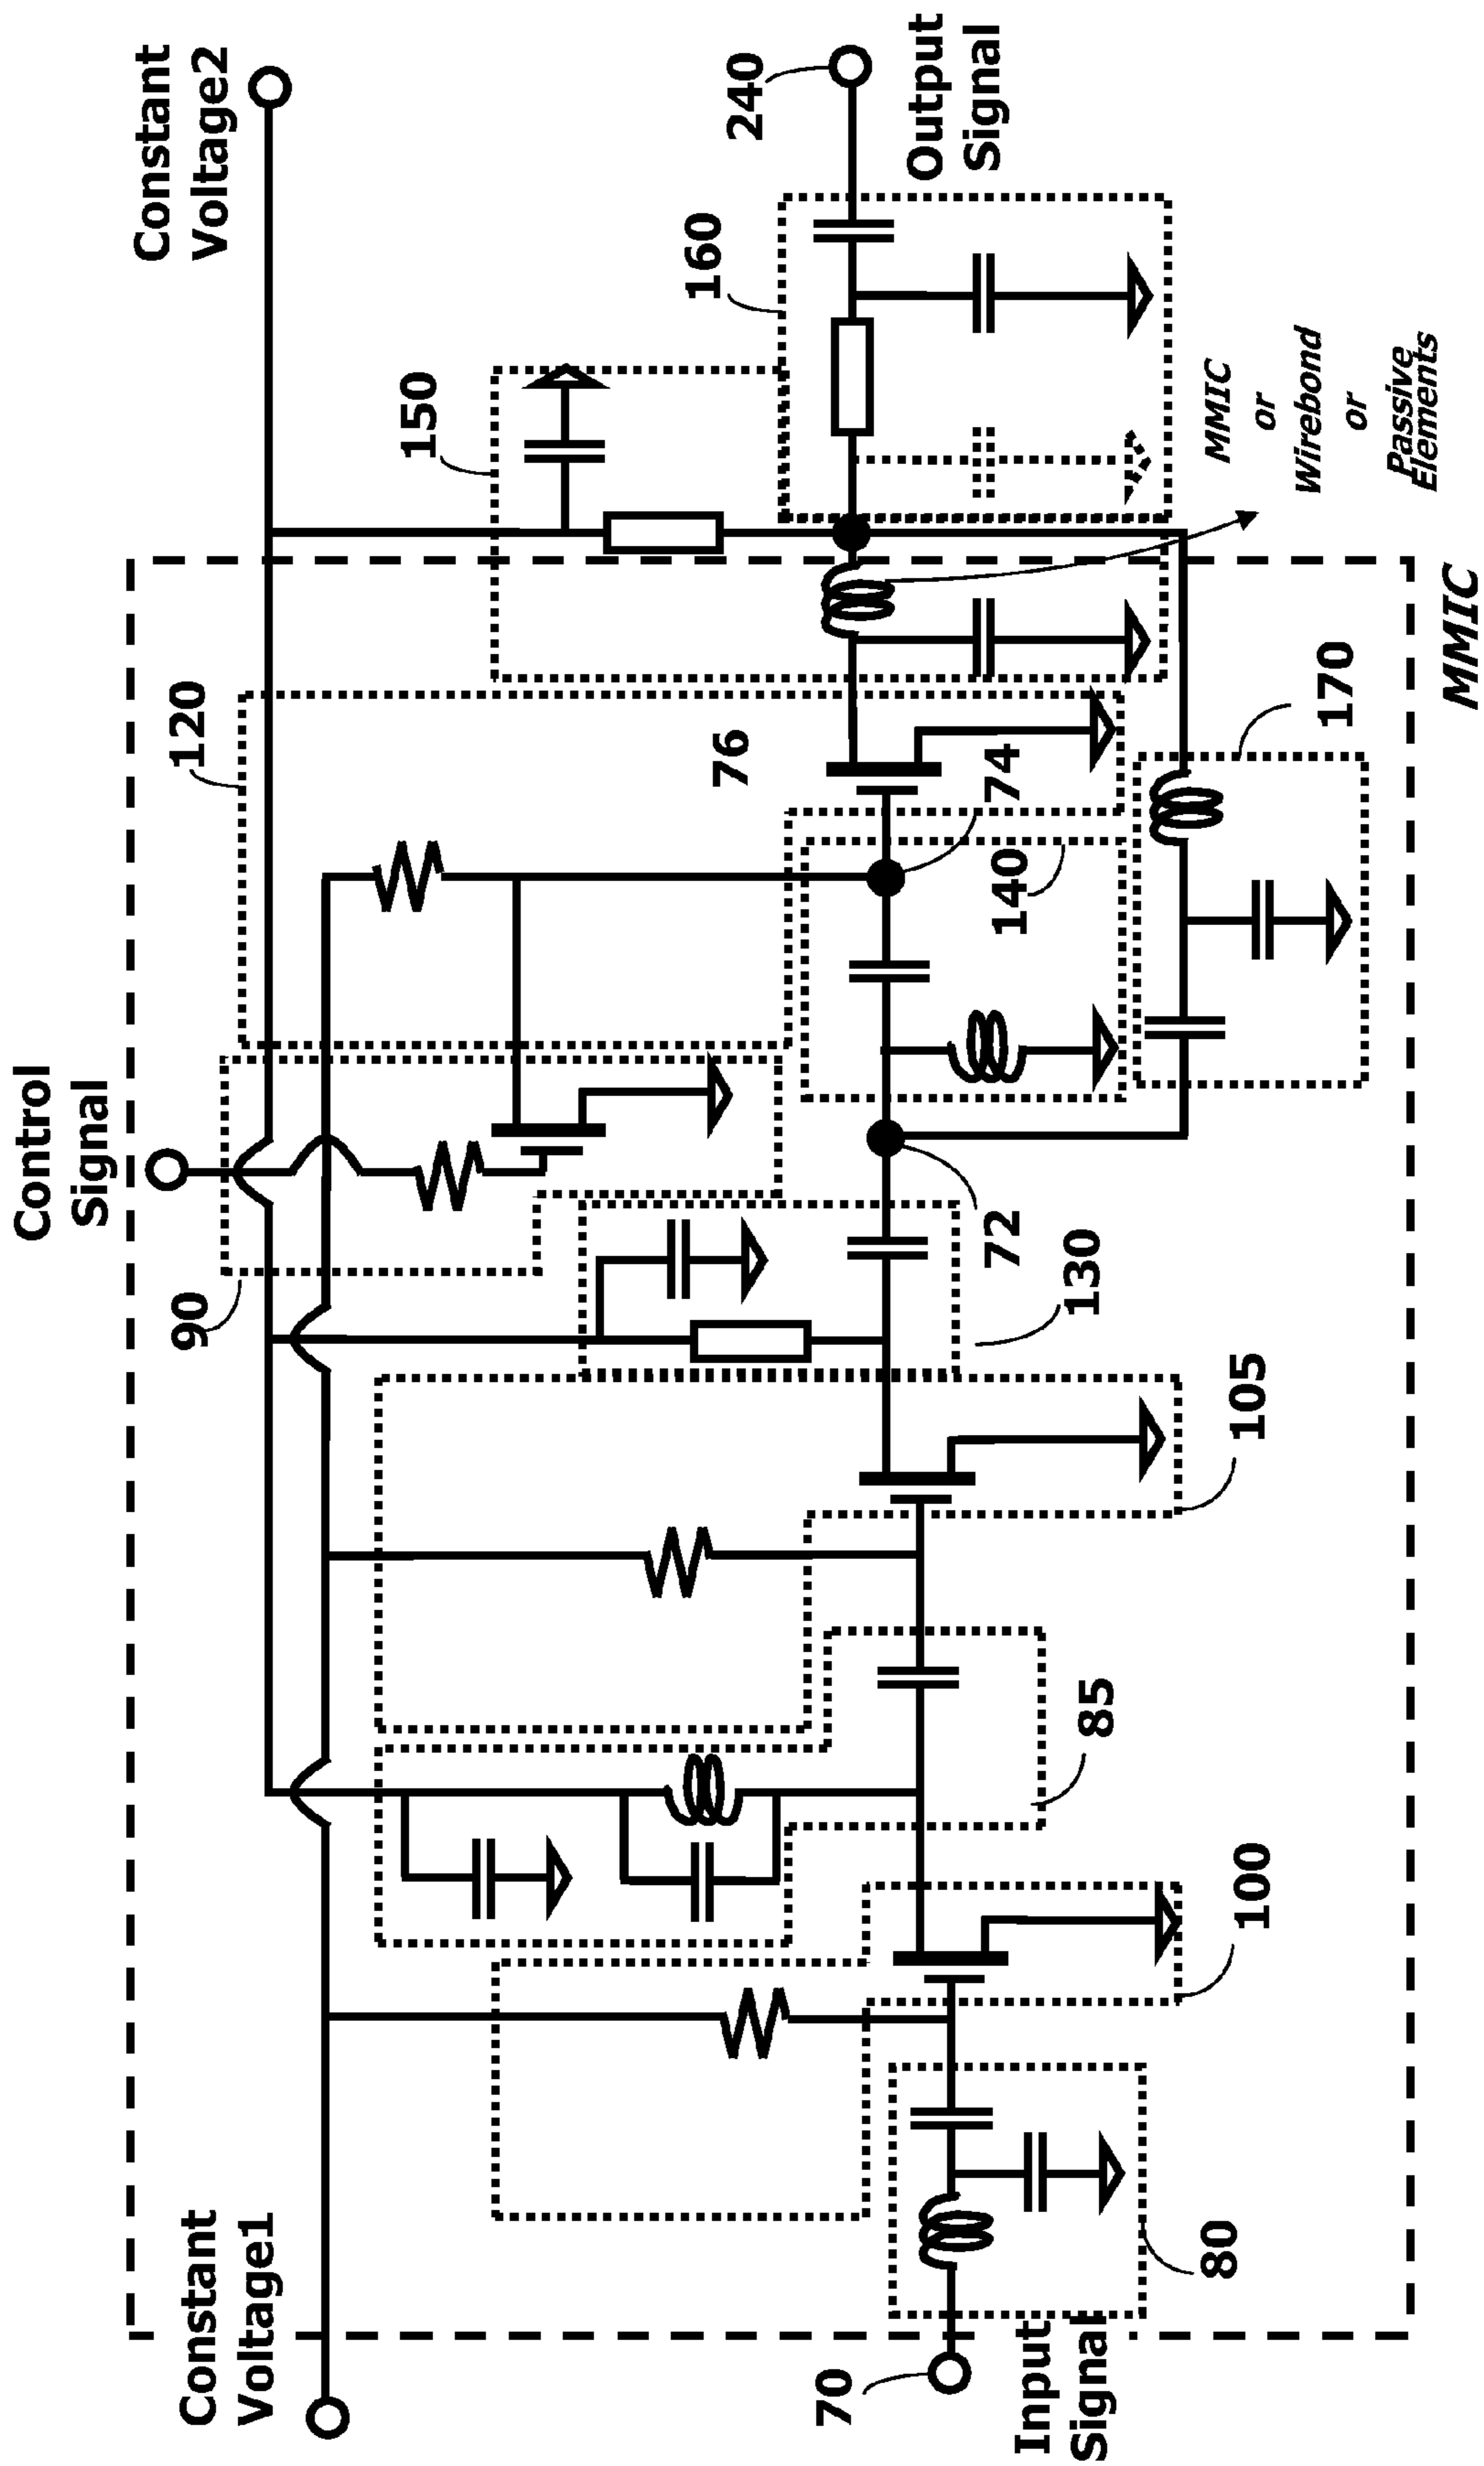 Control
Signal
Constant
Voltage1
Constant
Voltage2
90
120
150
160
240
Output
Signal
76
74
140
72
130
170
105
85
100
80
70
Input
Signal
MMIC
or
Wirebond
or
Passive
Elements
MMIC